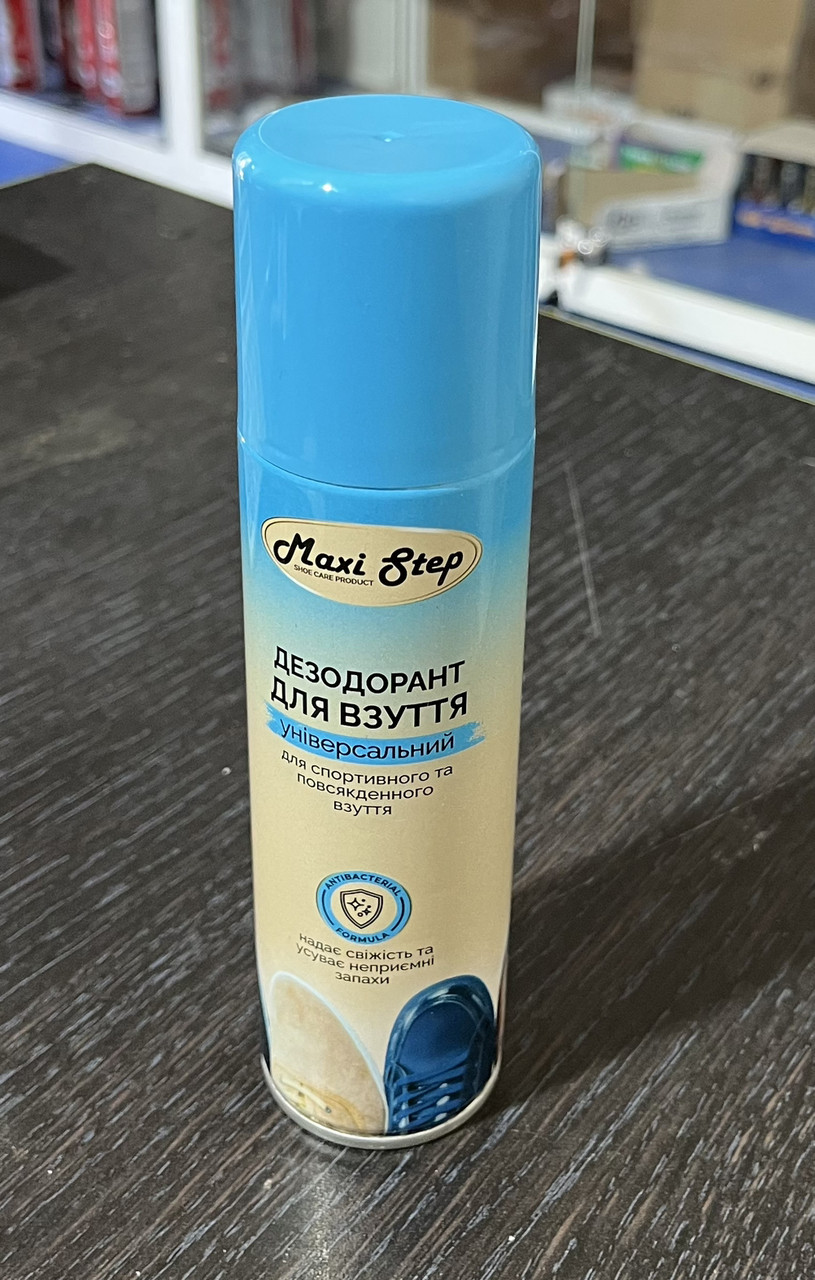 Maxi Step
SHOE CARE PRODUCT
ДЕЗОДОРАНТ
ДЛЯ ВЗУТТЯ
універсальний
для спортивного та
повсякденного
взуття
ANTIBACTERIAL
FORMULA
надає свіжість та
усуває неприємні
запахи